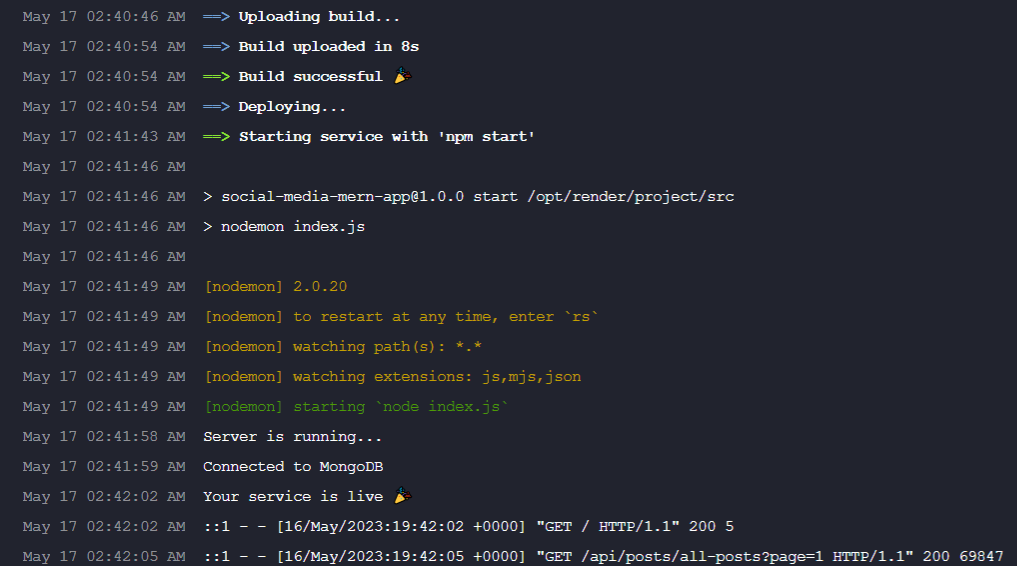 May 17 02:40:46 AM ==> Uploading build...
May 17 02:40:54 AM ==> Build uploaded in 8s
May 17 02:40:54 AM ==> Build successful 🎉
May 17 02:40:54 AM ==> Deploying...
May 17 02:41:43 AM ==> Starting service with 'npm start'
May 17 02:41:46 AM
May 17 02:41:46 AM > social-media-mern-app@1.0.0 start /opt/render/project/src
May 17 02:41:46 AM > nodemon index.js
May 17 02:41:46 AM
May 17 02:41:49 AM [nodemon] 2.0.20
May 17 02:41:49 AM [nodemon] to restart at any time, enter `rs`
May 17 02:41:49 AM [nodemon] watching path(s): *.*
May 17 02:41:49 AM [nodemon] watching extensions: js,mjs,json
May 17 02:41:49 AM [nodemon] starting `node index.js`
May 17 02:41:58 AM Server is running...
May 17 02:41:59 AM Connected to MongoDB
May 17 02:42:02 AM Your service is live 🎉
May 17 02:42:02 AM ::1 - - [16/May/2023:19:42:02 +0000] "GET / HTTP/1.1" 200 5
May 17 02:42:05 AM ::1 - - [16/May/2023:19:42:05 +0000] "GET /api/posts/all-posts?page=1 HTTP/1.1" 200 69847